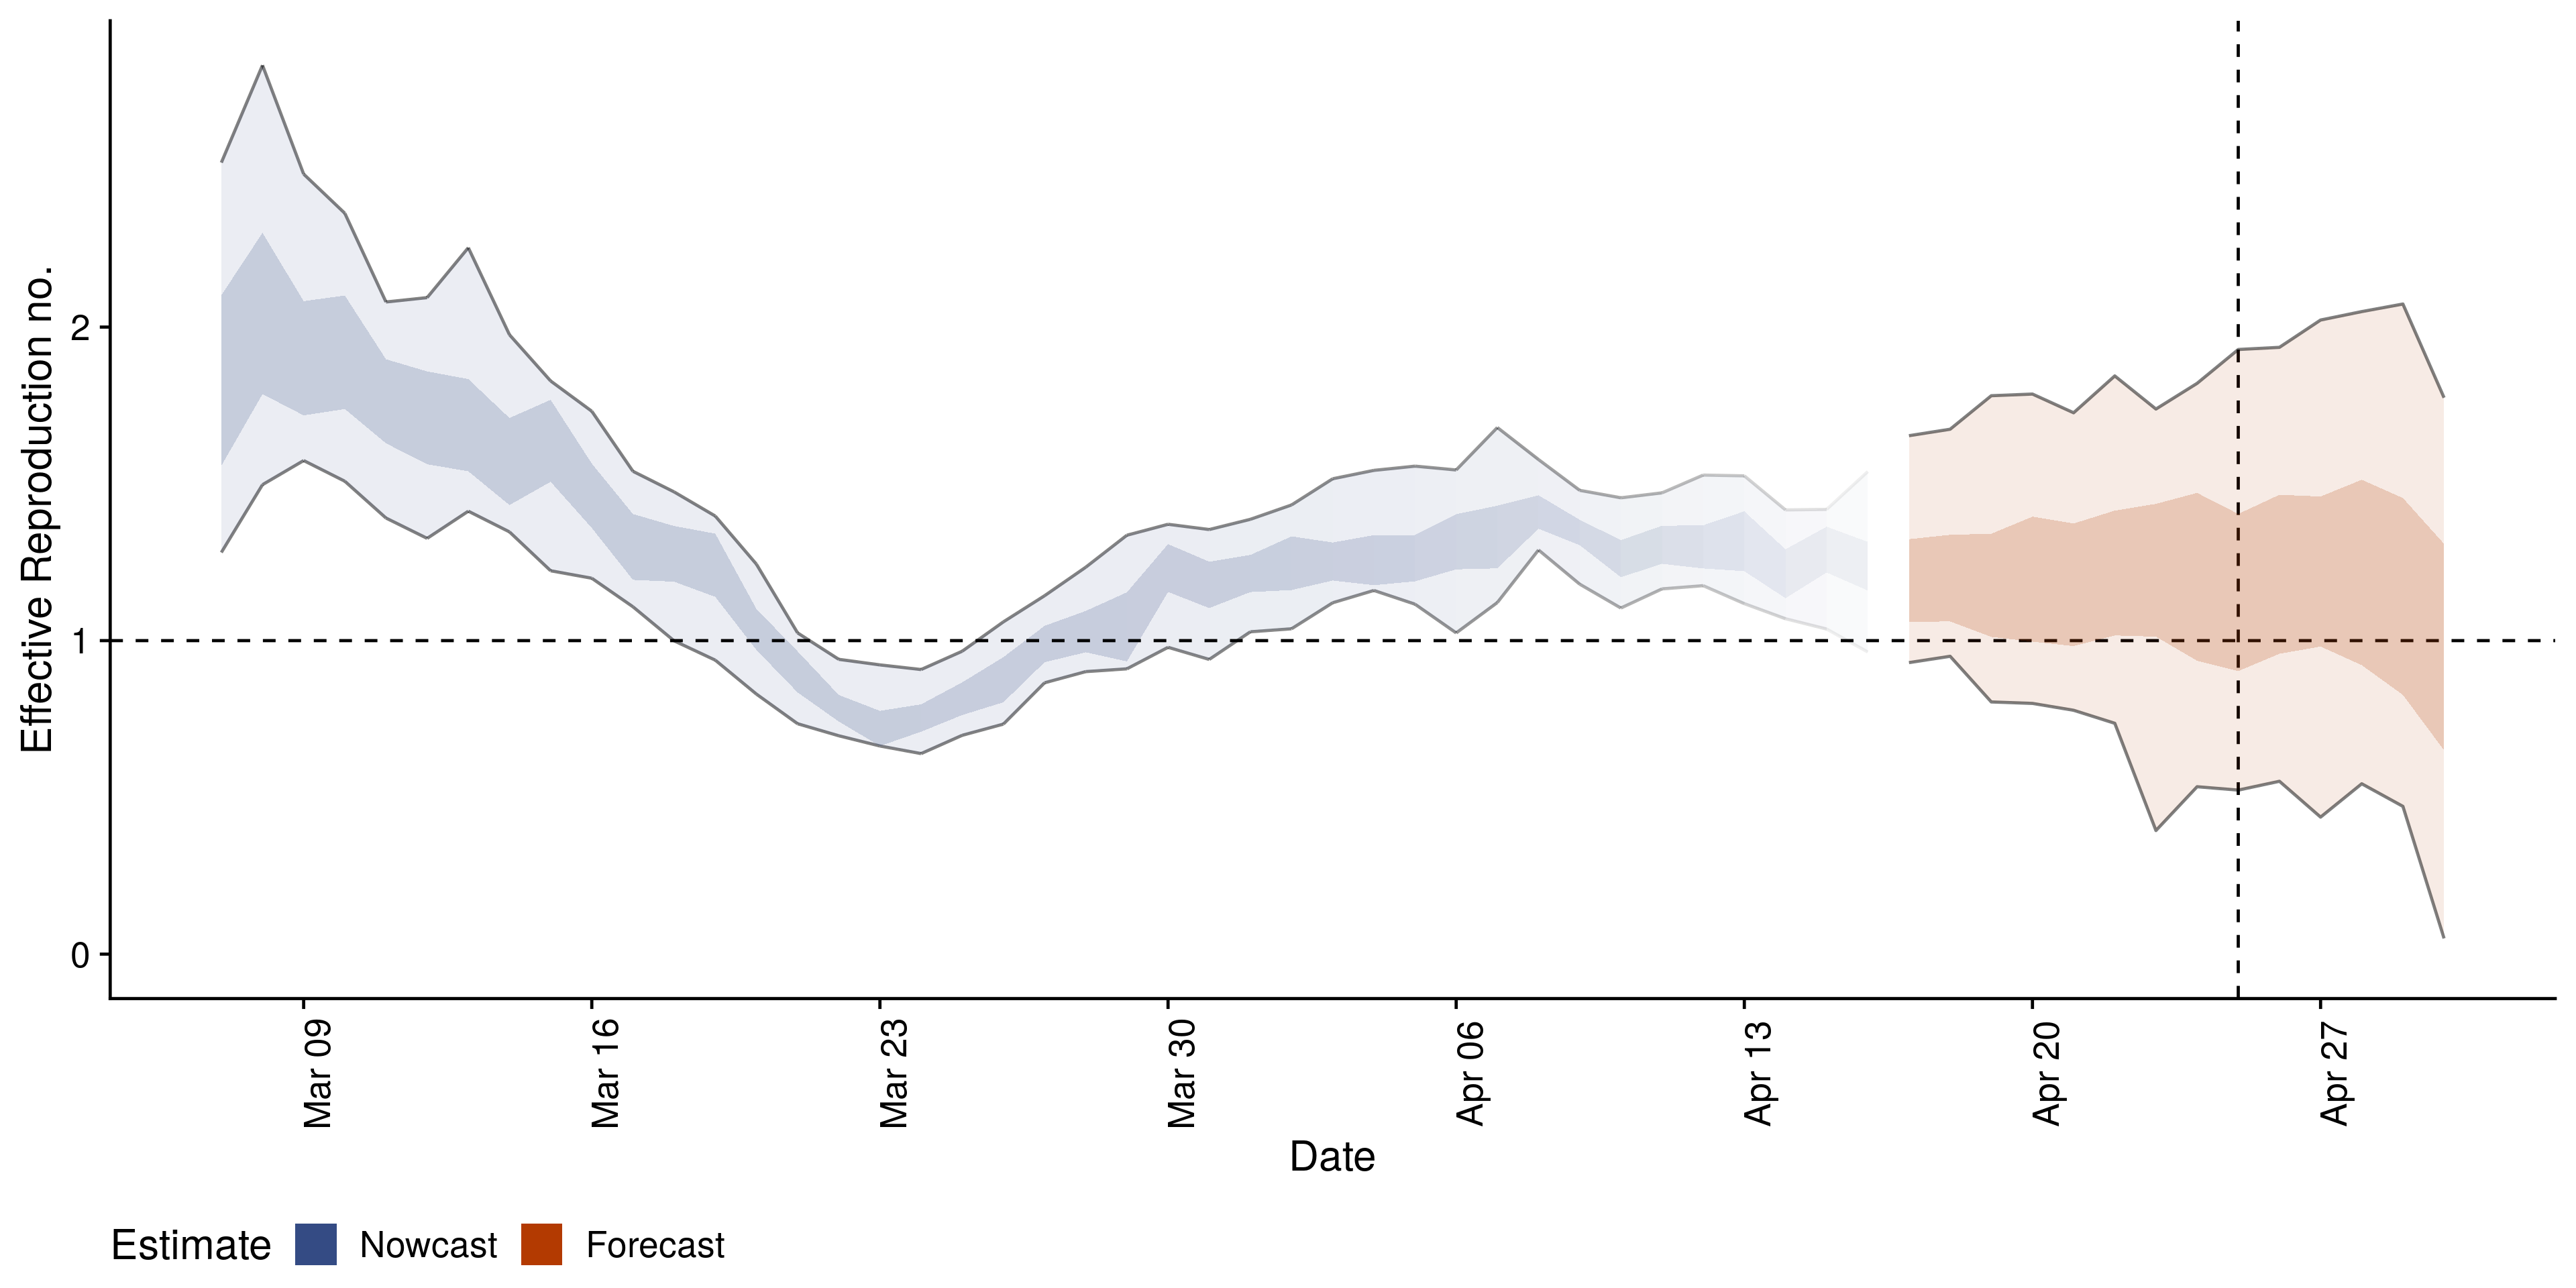 Effective Reproduction no.
2
1
0
Mar 09
Mar 16
Mar 23
Mar 30
Apr 06
Apr 13
Apr 20
Apr 27
Date
Estimate Nowcast Forecast